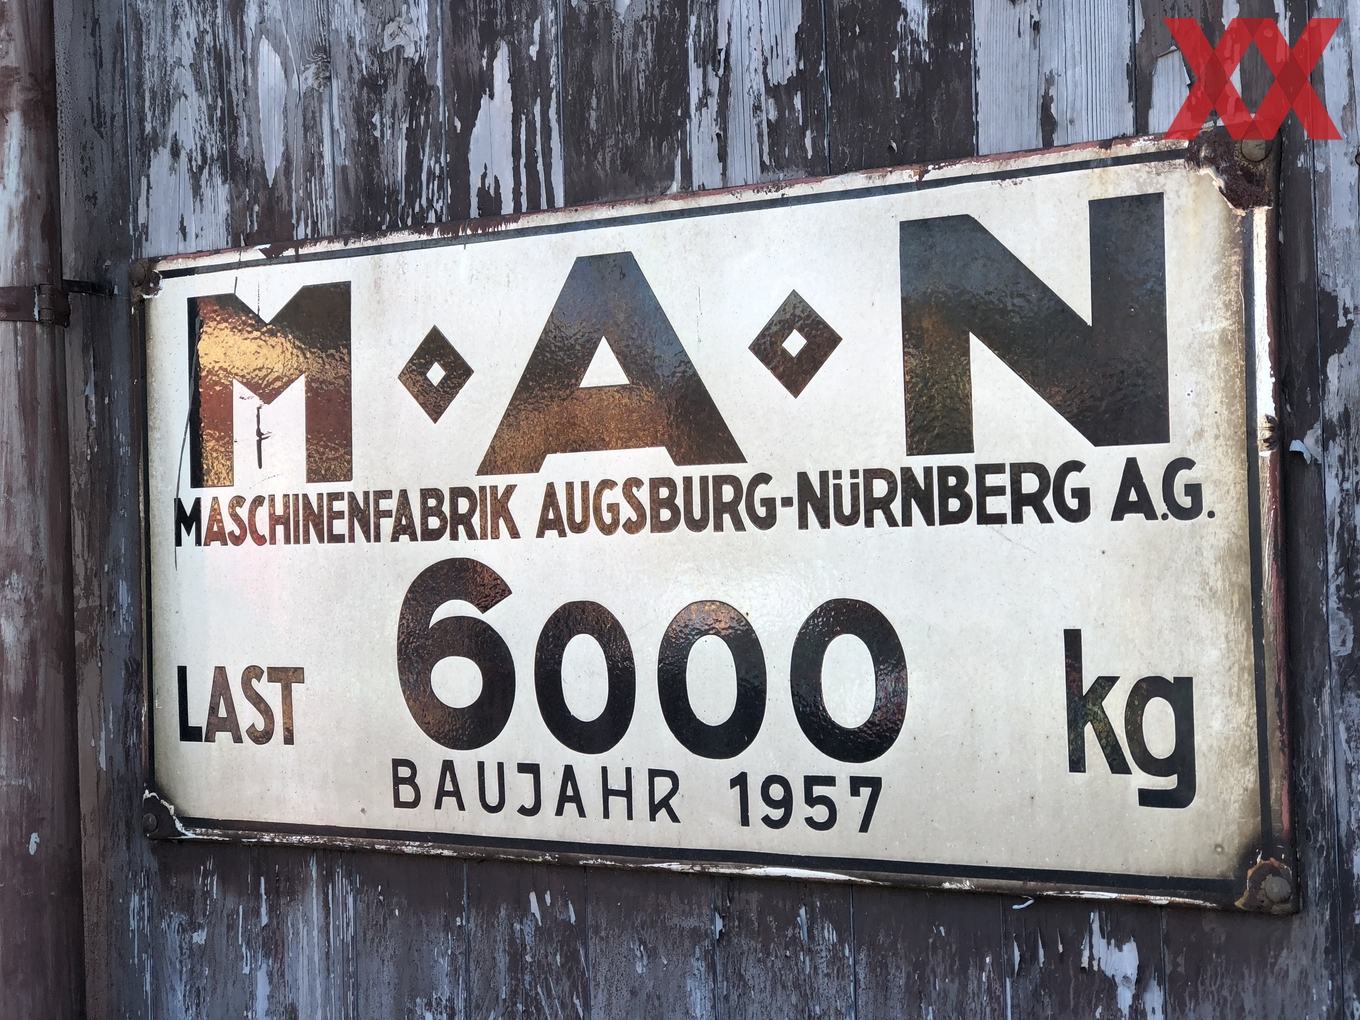 M·A·N
MASCHINENFABRIK AUGSBURG-NÜRNBERG A.G.
LAST 6000 kg
BAUJAHR 1957